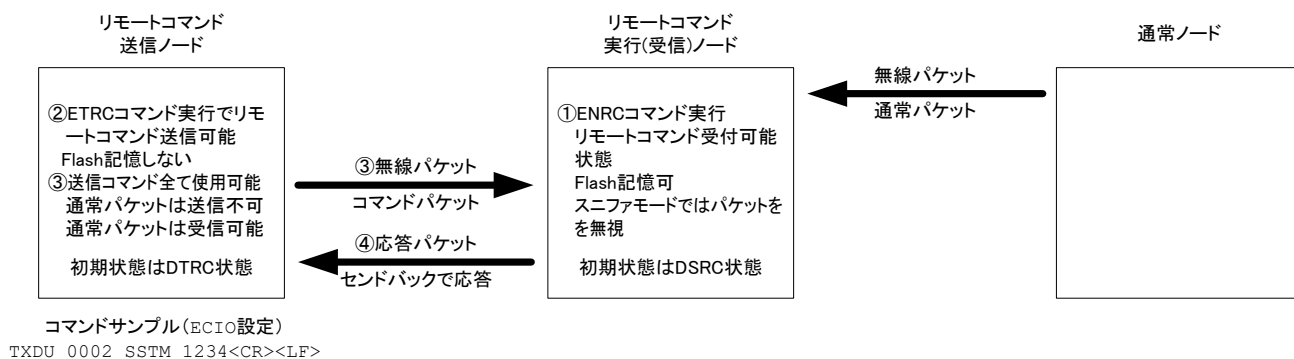 リモートコマンド
送信ノード
②ETRCコマンド実行でリモ
ートコマンド送信可能
Flash記憶しない
③送信コマンド全て使用可能
通常パケットは送信不可
通常パケットは受信可能
初期状態はDTRC状態
コマンドサンプル(ECIO設定)
TXDU 0002 SSTM 1234<CR><LF>
③無線パケット
コマンドパケット
④応答パケット
センドバックで応答
リモートコマンド
実行(受信)ノード
①ENRCコマンド実行
リモートコマンド受付可能
状態
Flash記憶可
スニファモードではパケットを
を無視
初期状態はDSRC状態
無線パケット
通常パケット
通常ノード